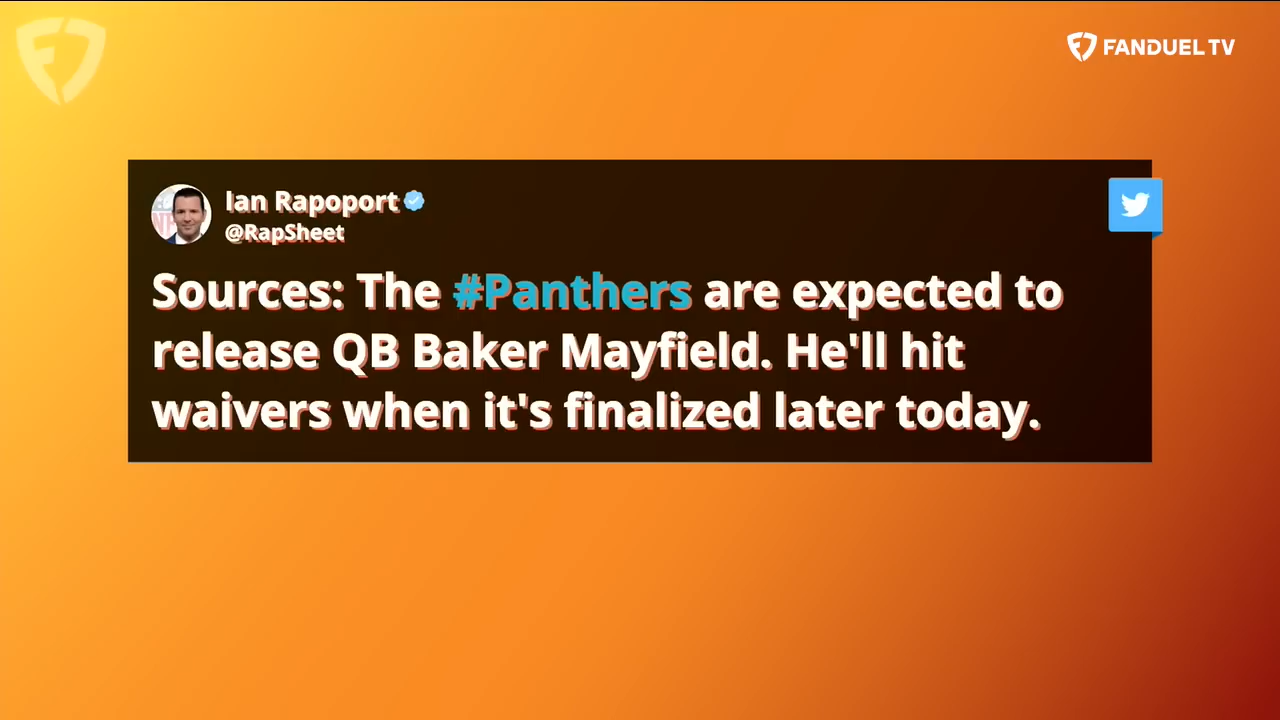 FANDUEL TV
Ian Rapoport
@RapSheet
Sources: The #Panthers are expected to
release QB Baker Mayfield. He'll hit
waivers when it's finalized later today.